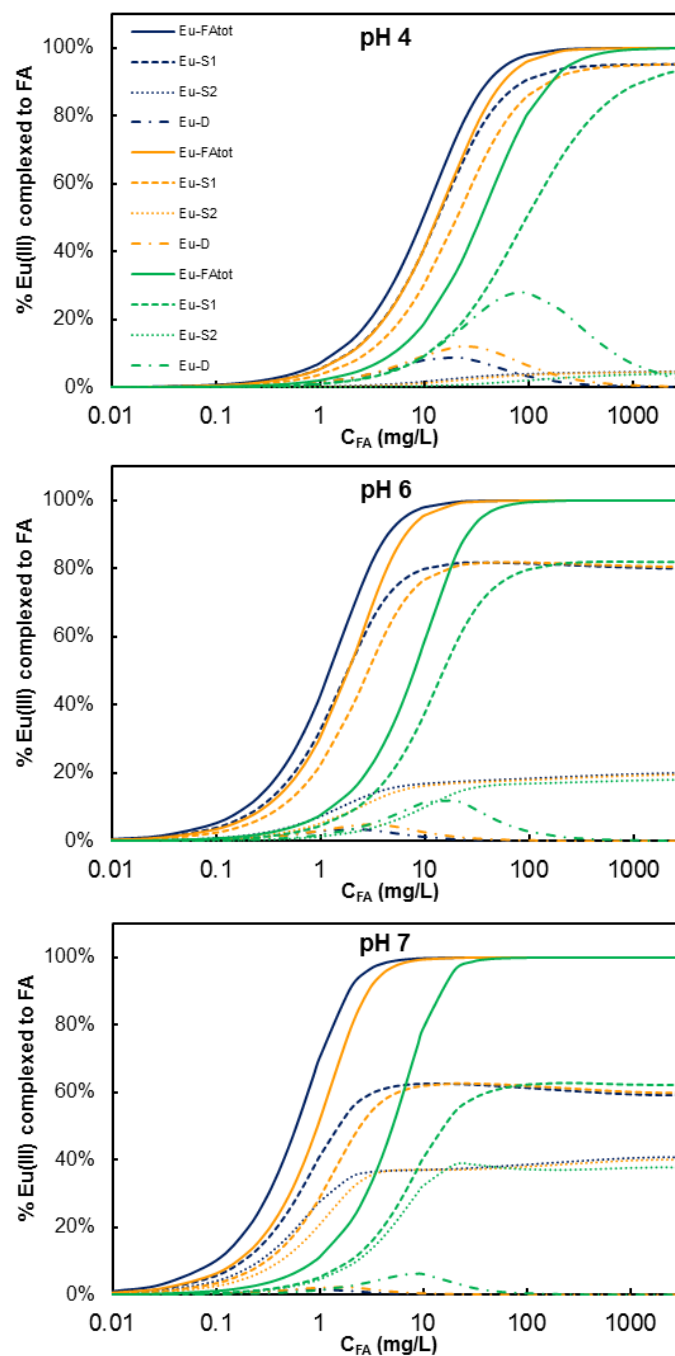 pH 4
% Eu(III) complexed to FA
100%
80%
60%
40%
20%
0%
Eu-FAtot
Eu-S1
Eu-S2
Eu-D
Eu-FAtot
Eu-S1
Eu-S2
Eu-D
Eu-FAtot
Eu-S1
Eu-S2
Eu-D
0.01 0.1 1 10 100 1000
CFA (mg/L)
pH 6
% Eu(III) complexed to FA
100%
80%
60%
40%
20%
0%
0.01 0.1 1 10 100 1000
CFA (mg/L)
pH 7
% Eu(III) complexed to FA
100%
80%
60%
40%
20%
0%
0.01 0.1 1 10 100 1000
CFA (mg/L)